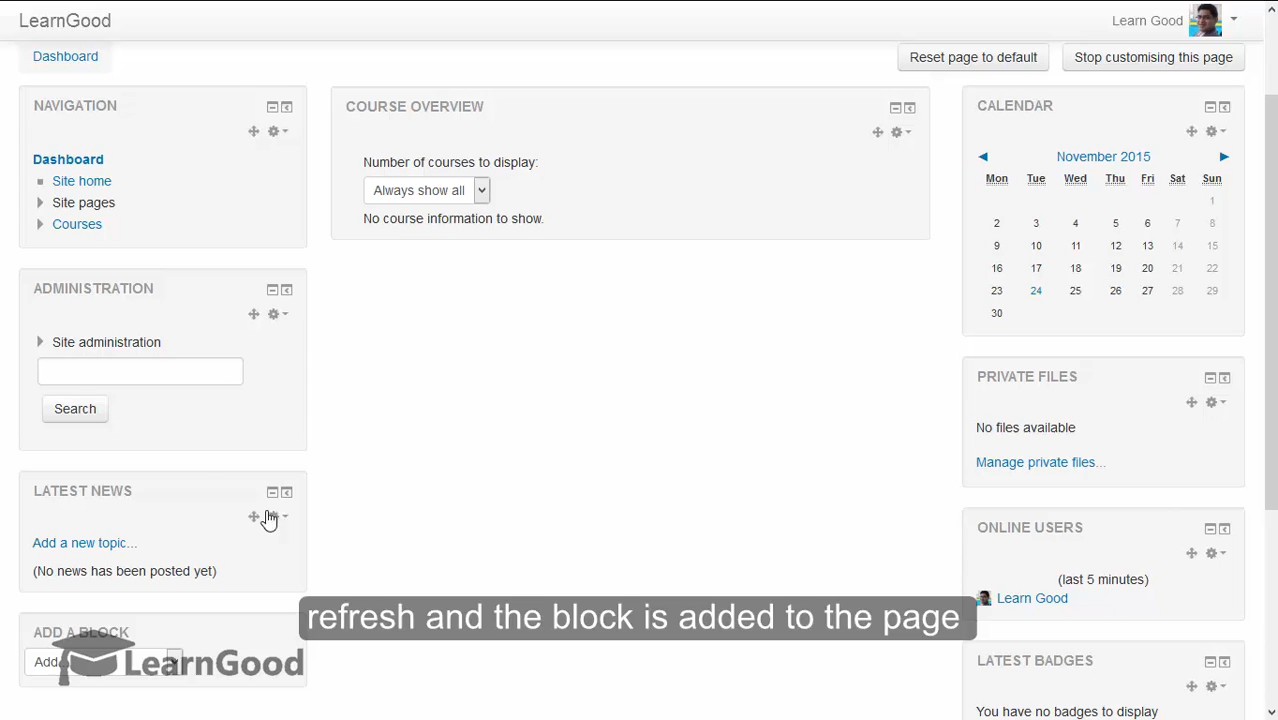 LearnGood
Learn Good
Dashboard
Reset page to default
Stop customising this page
NAVIGATION
Dashboard
Site home
Site pages
Courses
ADMINISTRATION
Site administration
Search
LATEST NEWS
Add a new topic...
(No news has been posted yet)
ADD A BLOCK
Add...
LearnGood
COURSE OVERVIEW
Number of courses to display:
Always show all
No course information to show.
CALENDAR
November 2015
Mon Tue Wed Thu Fri Sat Sun
1
2 3 4 5 6 7 8
9 10 11 12 13 14 15
16 17 18 19 20 21 22
23 24 25 26 27 28 29
30
PRIVATE FILES
No files available
Manage private files...
ONLINE USERS
(last 5 minutes)
Learn Good
LATEST BADGES
You have no badges to display
refresh and the block is added to the page